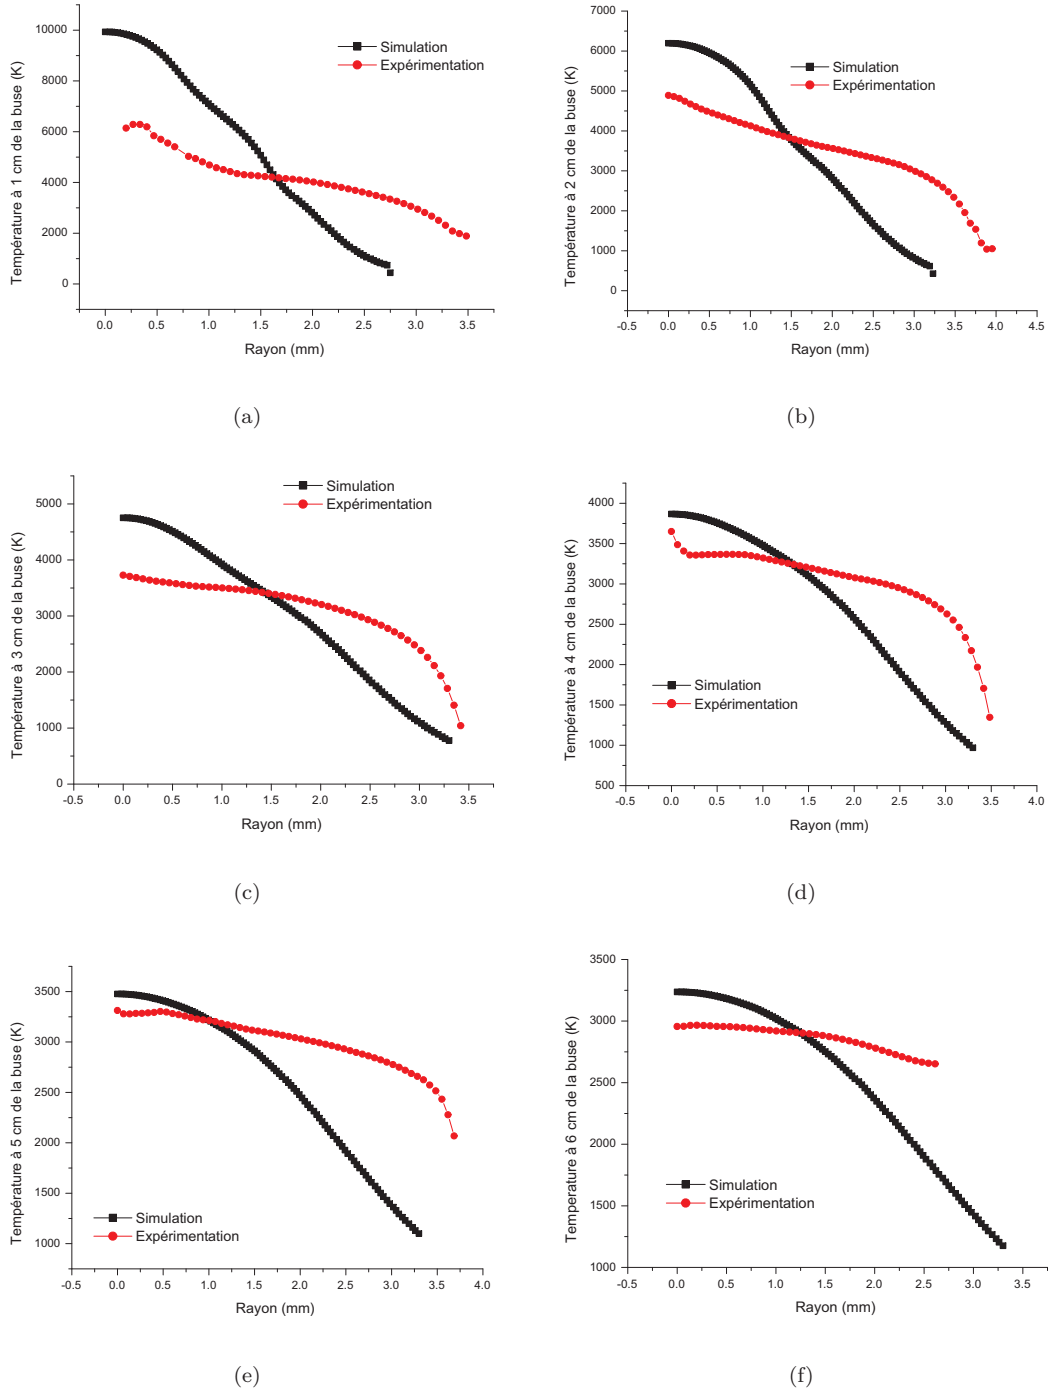 Température à 1 cm de la buse (K)
10000
8000
6000
4000
2000
0
Simulation
Expérimentation
0.0 0.5 1.0 1.5 2.0 2.5 3.0 3.5
Rayon (mm)
(a)
Température à 2 cm de la buse (K)
7000
6000
5000
4000
3000
2000
1000
0
Simulation
Expérimentation
-0.5 0.0 0.5 1.0 1.5 2.0 2.5 3.0 3.5 4.0 4.5
Rayon (mm)
(b)
Température à 3 cm de la buse (K)
5000
4000
3000
2000
1000
0
Simulation
Expérimentation
-0.5 0.0 0.5 1.0 1.5 2.0 2.5 3.0 3.5
Rayon (mm)
(c)
Température à 4 cm de la buse (K)
4000
3500
3000
2500
2000
1500
1000
500
Simulation
Expérimentation
-0.5 0.0 0.5 1.0 1.5 2.0 2.5 3.0 3.5 4.0
Rayon (mm)
(d)
Température à 5 cm de la buse (K)
3500
3000
2500
2000
1500
1000
Simulation
Expérimentation
-0.5 0.0 0.5 1.0 1.5 2.0 2.5 3.0 3.5 4.0
Rayon (mm)
(e)
Température à 6 cm de la buse (K)
3500
3000
2500
2000
1500
1000
Simulation
Expérimentation
-0.5 0.0 0.5 1.0 1.5 2.0 2.5 3.0 3.5
Rayon (mm)
(f)